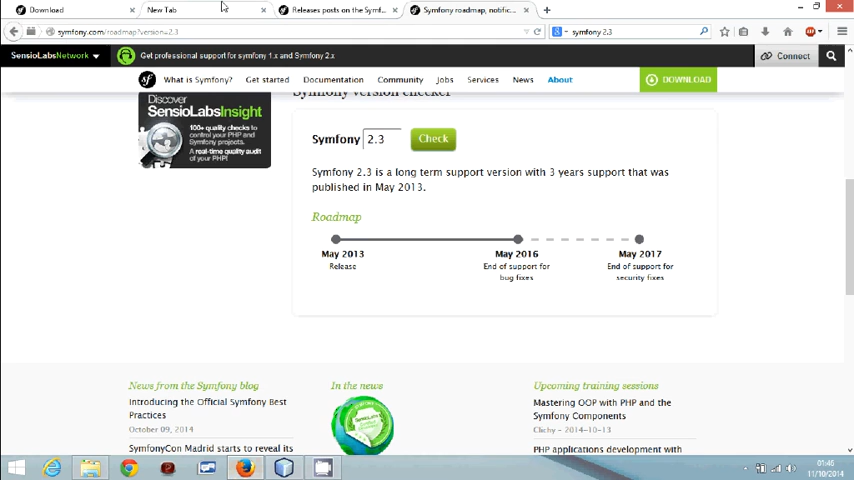 Download
New Tab
Releases posts on the Symf...
Symfony roadmap, notific...
symfony.com/roadmap?version=2.3
symfony 2.3
SensioLabsNetwork
Get professional support for symfony 1.x and Symfony 2.x
Connect
sf
What is Symfony?
Get started
Documentation
Community
Jobs
Services
News
About
DOWNLOAD
Symfony version checker
Discover
SENSIOLABSINSIGHT
100+ quality checks to
control your PHP and
Symfony projects.
A real-time quality audit
of your PHP!
Symfony 2.3 Check
Symfony 2.3 is a long term support version with 3 years support that was
published in May 2013.
Roadmap
May 2013
Release
May 2016
End of support for
bug fixes
May 2017
End of support for
security fixes
News from the Symfony blog
Introducing the Official Symfony Best
Practices
October 09, 2014
SymfonyCon Madrid starts to reveal its
In the news
Upcoming training sessions
Mastering OOP with PHP and the
Symfony Components
Clichy - 2014-10-13
PHP applications development with
01:46
11/10/2014